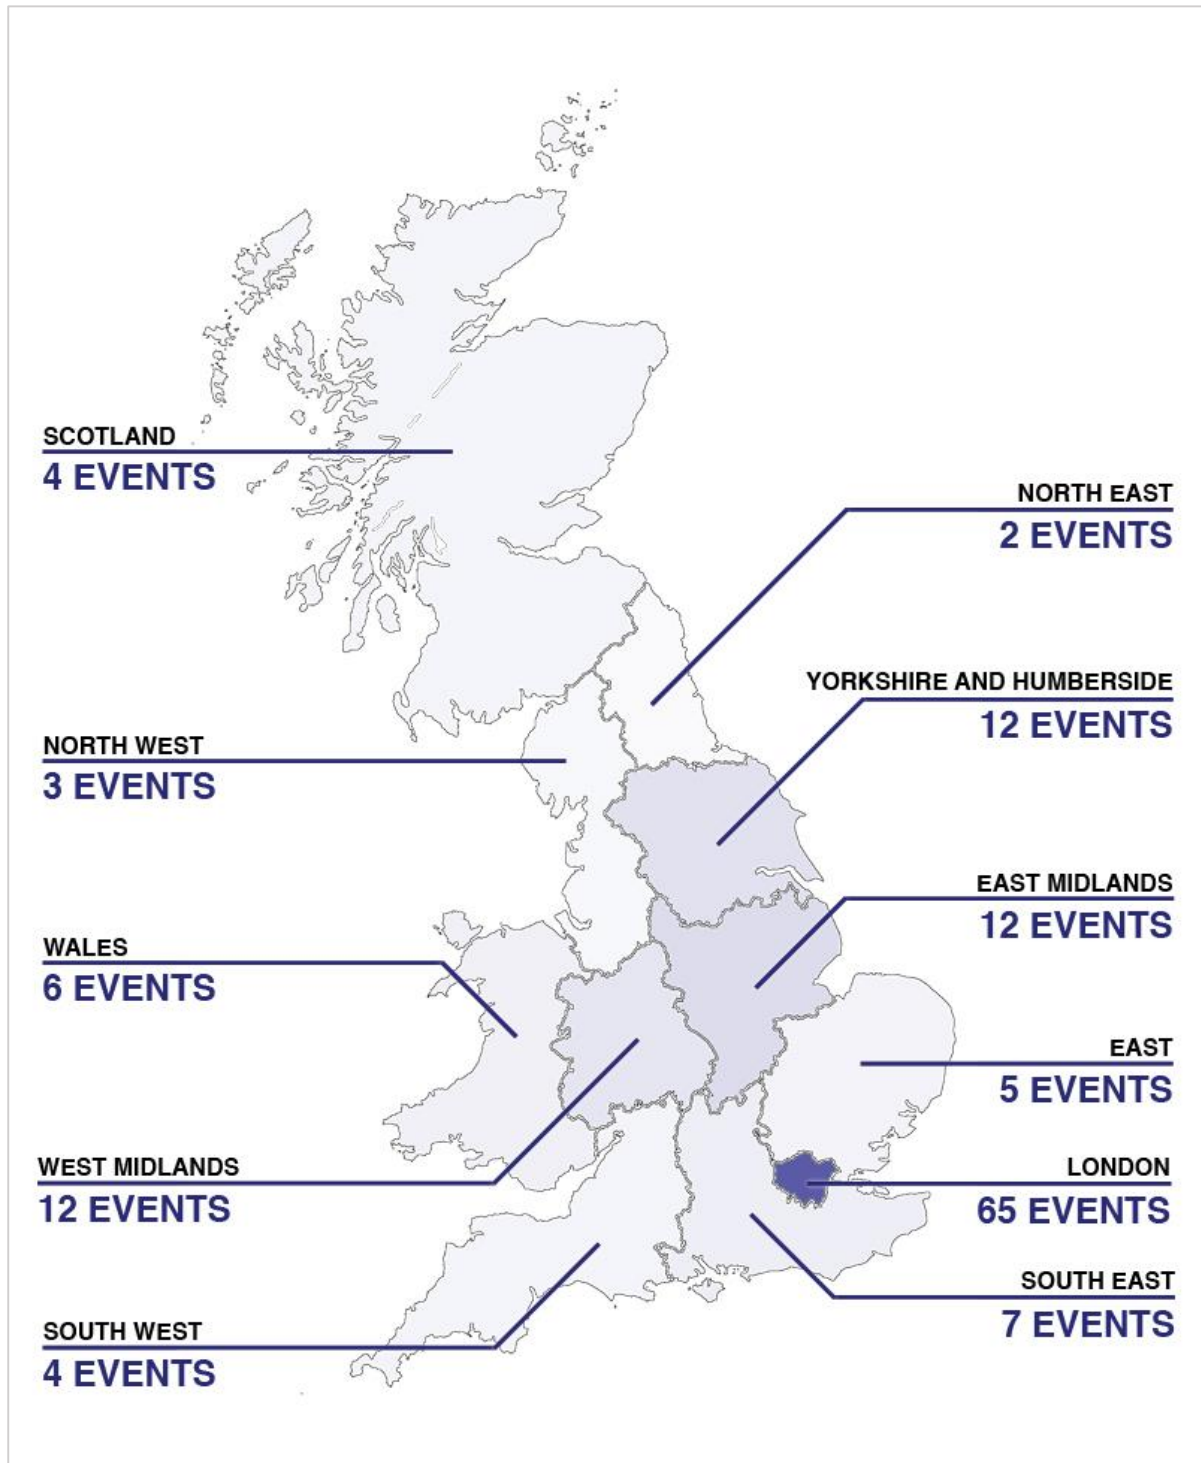 SCOTLAND
4 EVENTS
NORTH EAST
2 EVENTS
YORKSHIRE AND HUMBERSIDE
12 EVENTS
NORTH WEST
3 EVENTS
EAST MIDLANDS
12 EVENTS
WALES
6 EVENTS
EAST
5 EVENTS
WEST MIDLANDS
12 EVENTS
LONDON
65 EVENTS
SOUTH EAST
7 EVENTS
SOUTH WEST
4 EVENTS